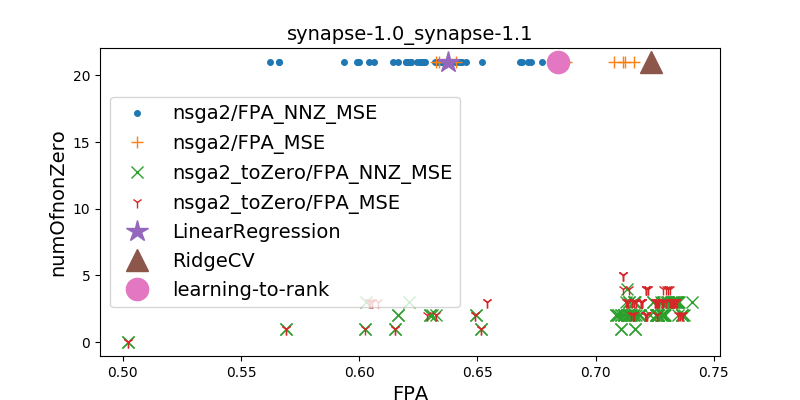 synapse-1.0_synapse-1.1
numOfnonZero
20
15
10
5
0
nsga2/FPA_NNZ_MSE
nsga2/FPA_MSE
nsga2_toZero/FPA_NNZ_MSE
nsga2_toZero/FPA_MSE
LinearRegression
RidgeCV
learning-to-rank
0.50 0.55 0.60 0.65 0.70 0.75
FPA